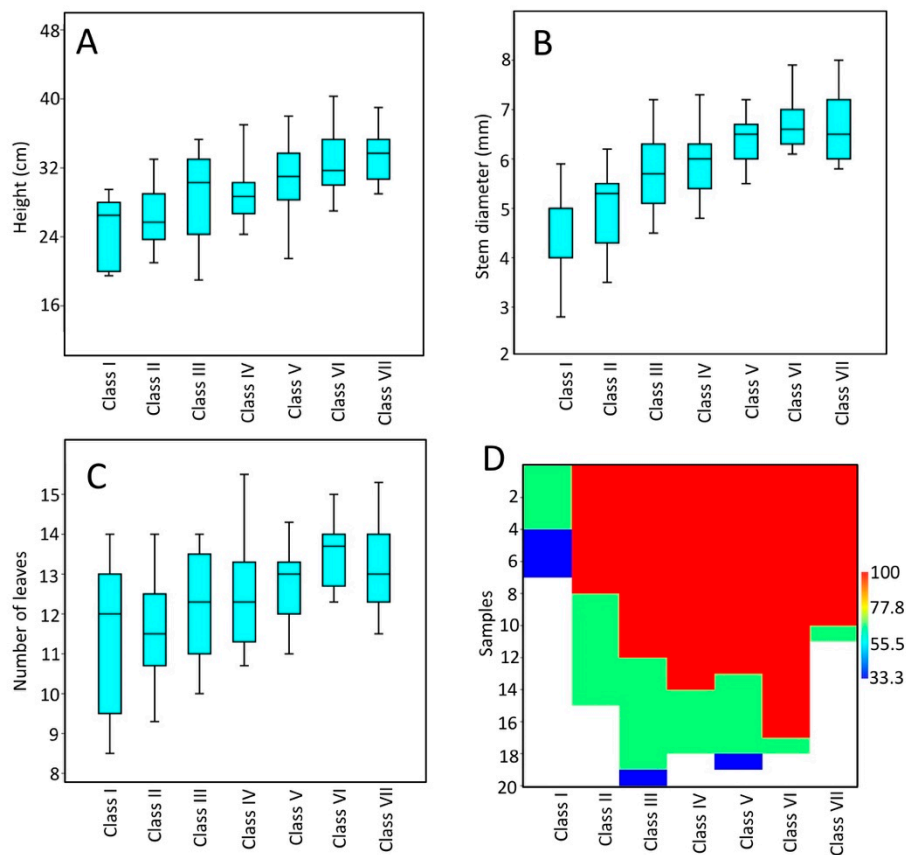 A
48
40
32
24
16
Height (cm)
Class I
Class II
Class III
Class IV
Class V
Class VI
Class VII
B
8
7
6
5
4
3
2
Stem diameter (mm)
Class I
Class II
Class III
Class IV
Class V
Class VI
Class VII
C
15
14
13
12
11
10
9
8
Number of leaves
Class I
Class II
Class III
Class IV
Class V
Class VI
Class VII
D
2
4
6
8
10
12
14
16
18
20
Samples
100
77.8
55.5
33.3
Class I
Class II
Class III
Class IV
Class V
Class VI
Class VII